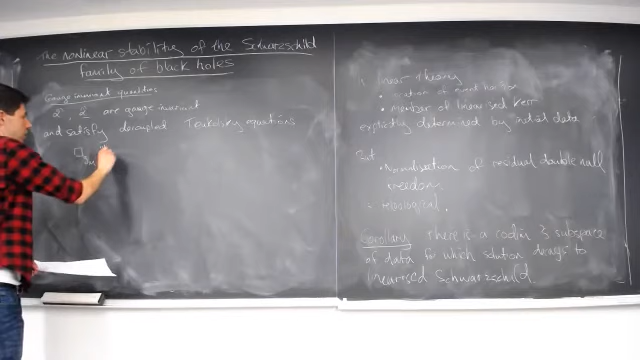 The nonlinear stability of the Schwarzschild
family of black holes
Gauge invariant quantities
α, α are gauge invariant
and satisfy decoupled Teukolsky equations
□
linear theory
• location of event horizon
• member of linearised Kerr
explicitly determined by initial data
But
• Normalisation of residual double null
freedom
teleological.
Corollary There is a codim 3 subspace
of data for which solution decays to
linearised Schwarzschild.